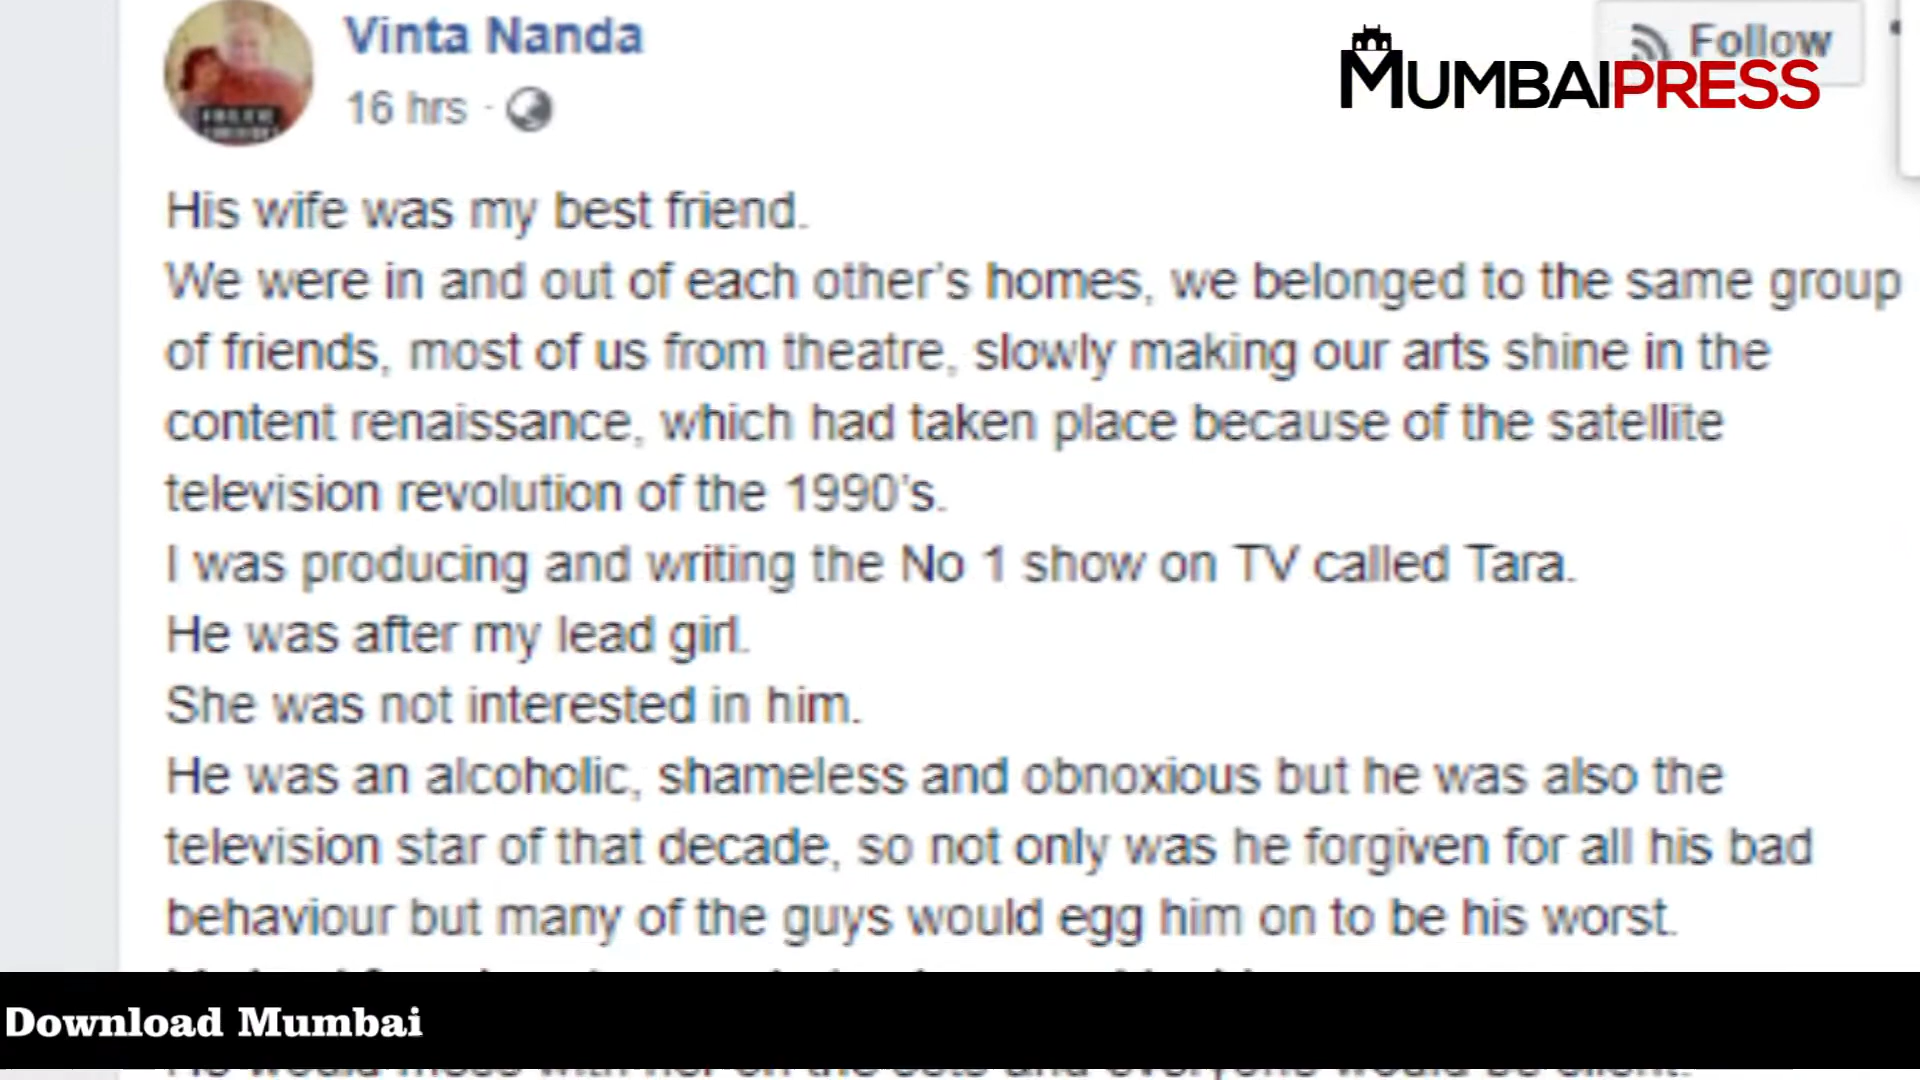 Vinta Nanda
Follow
16 hrs ·
MUMBAIPRESS
His wife was my best friend.
We were in and out of each other's homes, we belonged to the same group
of friends, most of us from theatre, slowly making our arts shine in the
content renaissance, which had taken place because of the satellite
television revolution of the 1990's.
I was producing and writing the No 1 show on TV called Tara.
He was after my lead girl.
She was not interested in him.
He was an alcoholic, shameless and obnoxious but he was also the
television star of that decade, so not only was he forgiven for all his bad
behaviour but many of the guys would egg him on to be his worst.
Download Mumbai